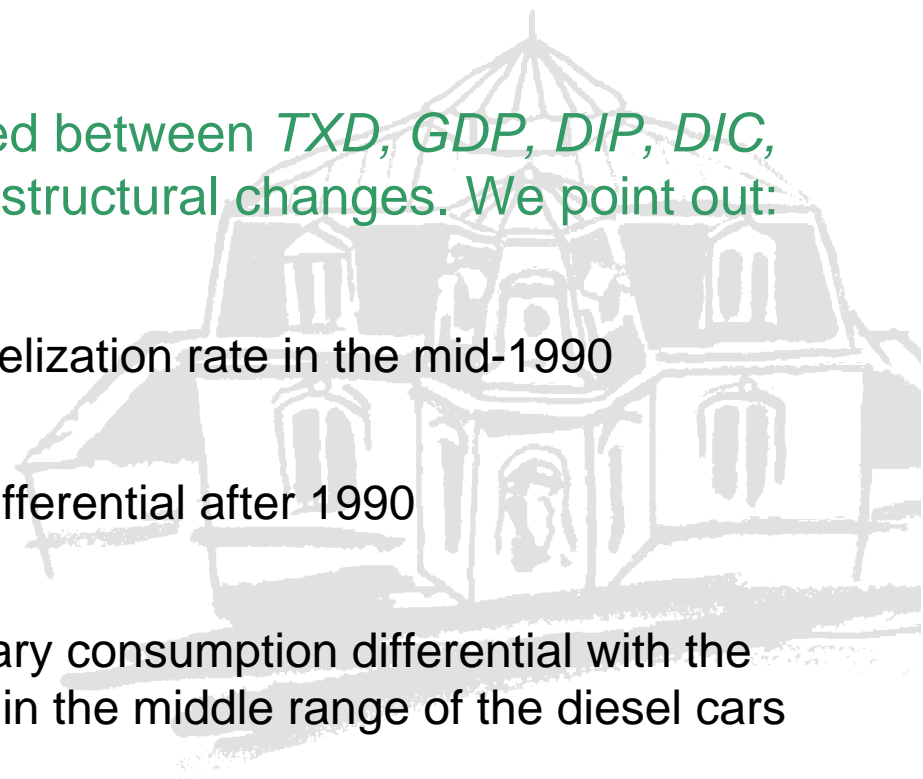 ed between TXD, GDP, DIP, DIC,
structural changes. We point out:
elization rate in the mid-1990
ifferential after 1990
ary consumption differential with the
in the middle range of the diesel cars